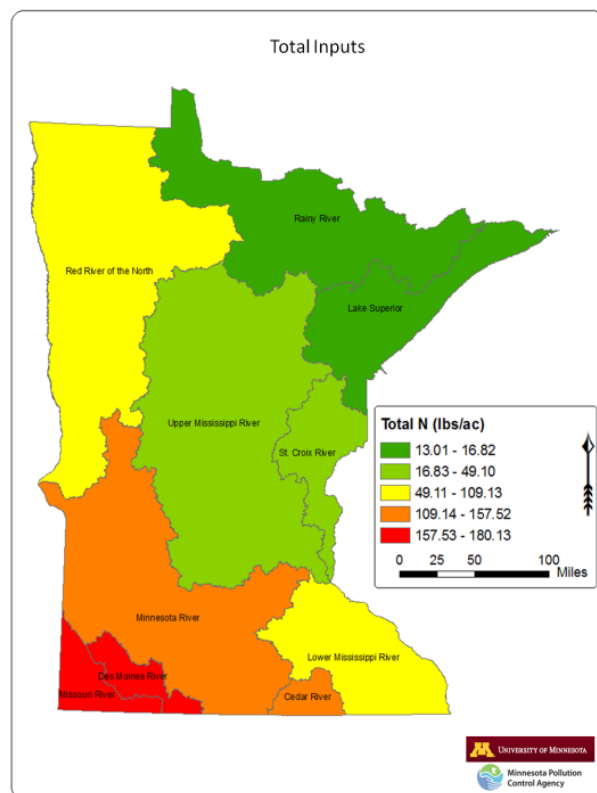 Total Inputs
Rainy River
Red River of the North
Lake Superior
Upper Mississippi River
St. Croix River
Total N (lbs/ac)
13.01 - 16.82
16.83 - 49.10
49.11 - 109.13
109.14 - 157.52
157.53 - 180.13
0 25 50 100
Miles
Minnesota River
Lower Mississippi River
Des Moines River
Missouri River
Cedar River
M UNIVERSITY OF MINNESOTA
Minnesota Pollution
Control Agency